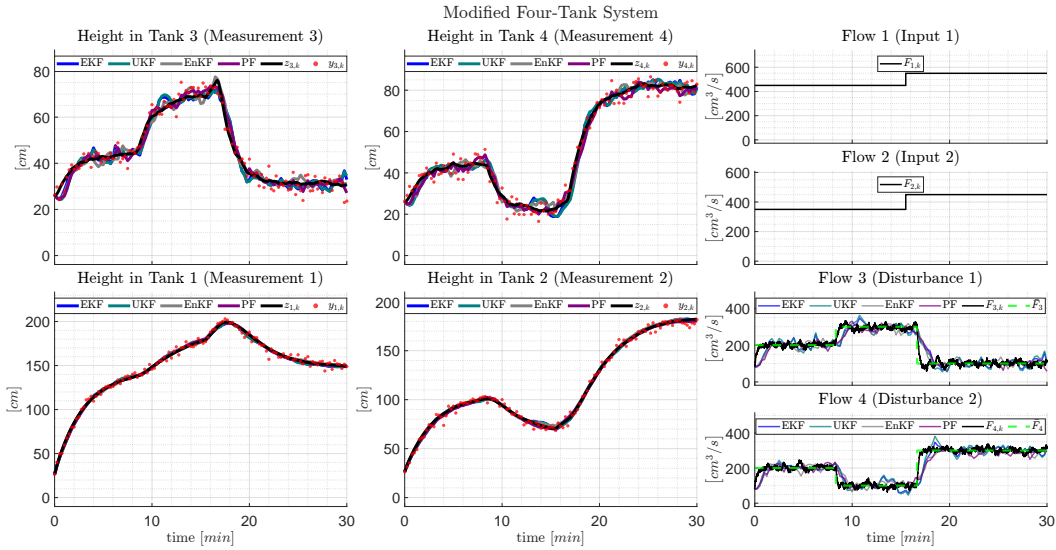 Modified Four-Tank System
Height in Tank 3 (Measurement 3)
EKF UKF EnKF PF z3,k y3,k
80
60
40
20
0
[cm]
Height in Tank 4 (Measurement 4)
EKF UKF EnKF PF z4,k y4,k
80
60
40
20
0
[cm]
Flow 1 (Input 1)
F1,k
600
400
200
0
[cm³/s]
Flow 2 (Input 2)
F2,k
600
400
200
0
[cm³/s]
Height in Tank 1 (Measurement 1)
EKF UKF EnKF PF z1,k y1,k
200
150
100
50
0
[cm]
0 10 20 30
time [min]
Height in Tank 2 (Measurement 2)
EKF UKF EnKF PF z2,k y2,k
200
150
100
50
0
[cm]
0 10 20 30
time [min]
Flow 3 (Disturbance 1)
EKF UKF EnKF PF F3,k F̄3
400
200
0
[cm³/s]
Flow 4 (Disturbance 2)
EKF UKF EnKF PF F4,k F̄4
400
200
0
[cm³/s]
0 10 20 30
time [min]